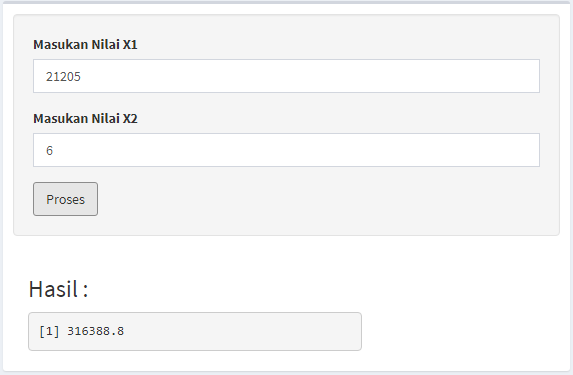 Masukan Nilai X1
21205
Masukan Nilai X2
6
Proses
Hasil :
[1] 316388.8